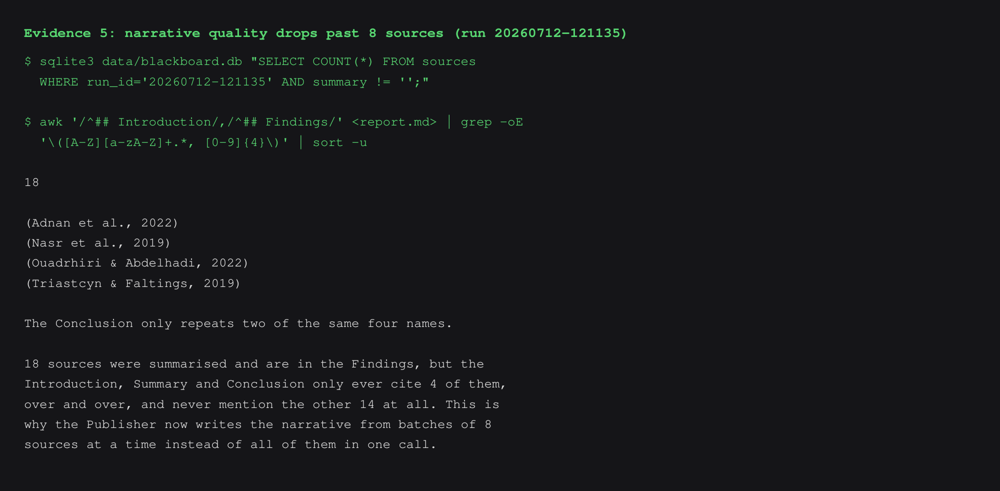 Evidence 5: narrative quality drops past 8 sources (run 20260712-121135)
$ sqlite3 data/blackboard.db "SELECT COUNT(*) FROM sources
WHERE run_id='20260712-121135' AND summary != '';"
$ awk '/^## Introduction/,/^## Findings/' <report.md> | grep -oE
'\([A-Z][a-zA-Z]+.*, [0-9]{4}\)' | sort -u
18
(Adnan et al., 2022)
(Nasr et al., 2019)
(Ouadrhiri & Abdelhadi, 2022)
(Triastcyn & Faltings, 2019)
The Conclusion only repeats two of the same four names.
18 sources were summarised and are in the Findings, but the
Introduction, Summary and Conclusion only ever cite 4 of them,
over and over, and never mention the other 14 at all. This is
why the Publisher now writes the narrative from batches of 8
sources at a time instead of all of them in one call.